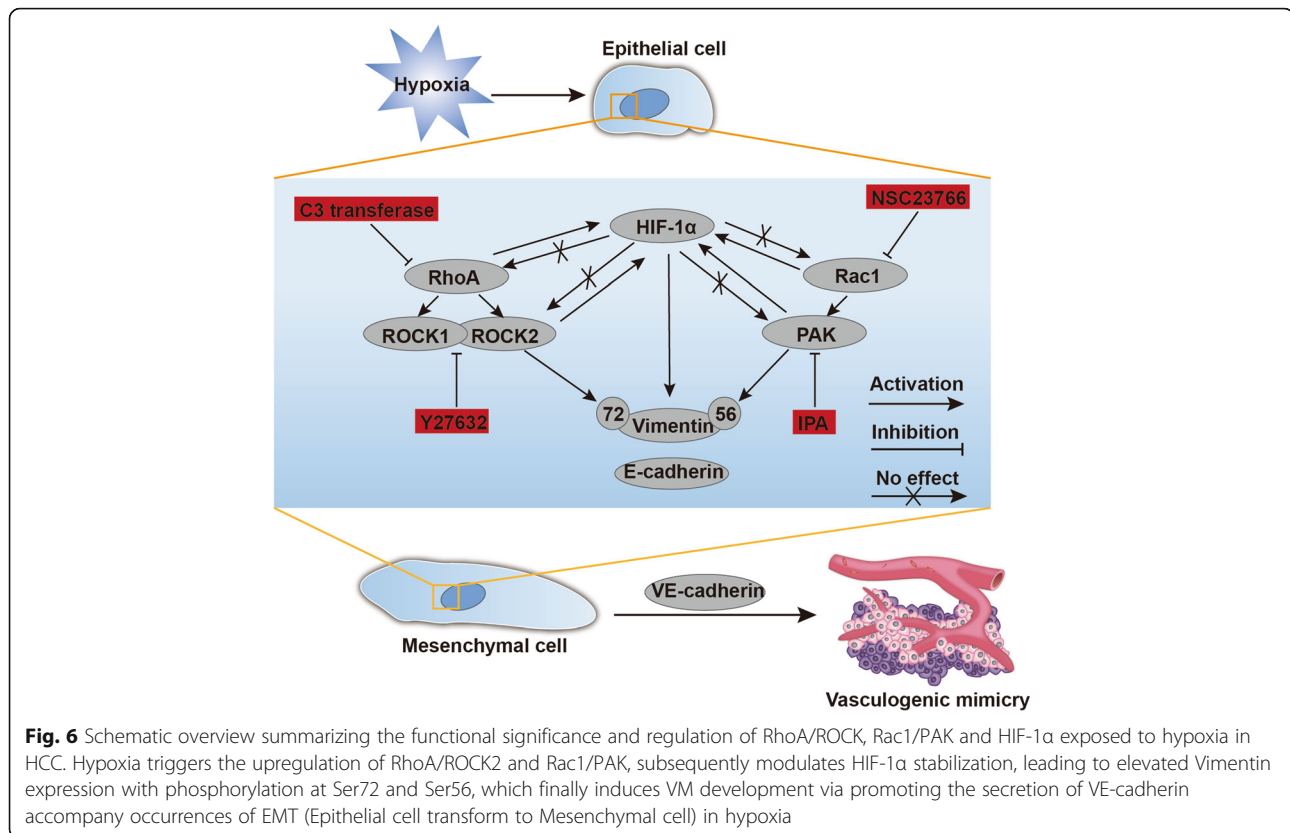 Epithelial cell
Hypoxia
C3 transferase
NSC23766
HIF-1α
RhoA
Rac1
ROCK1
ROCK2
PAK
Activation
72
Vimentin
56
Y27632
IPA
Inhibition
E-cadherin
No effect
VE-cadherin
Mesenchymal cell
Vasculogenic mimicry
Fig. 6 Schematic overview summarizing the functional significance and regulation of RhoA/ROCK, Rac1/PAK and HIF-1α exposed to hypoxia in
HCC. Hypoxia triggers the upregulation of RhoA/ROCK2 and Rac1/PAK, subsequently modulates HIF-1α stabilization, leading to elevated Vimentin
expression with phosphorylation at Ser72 and Ser56, which finally induces VM development via promoting the secretion of VE-cadherin
accompany occurrences of EMT (Epithelial cell transform to Mesenchymal cell) in hypoxia